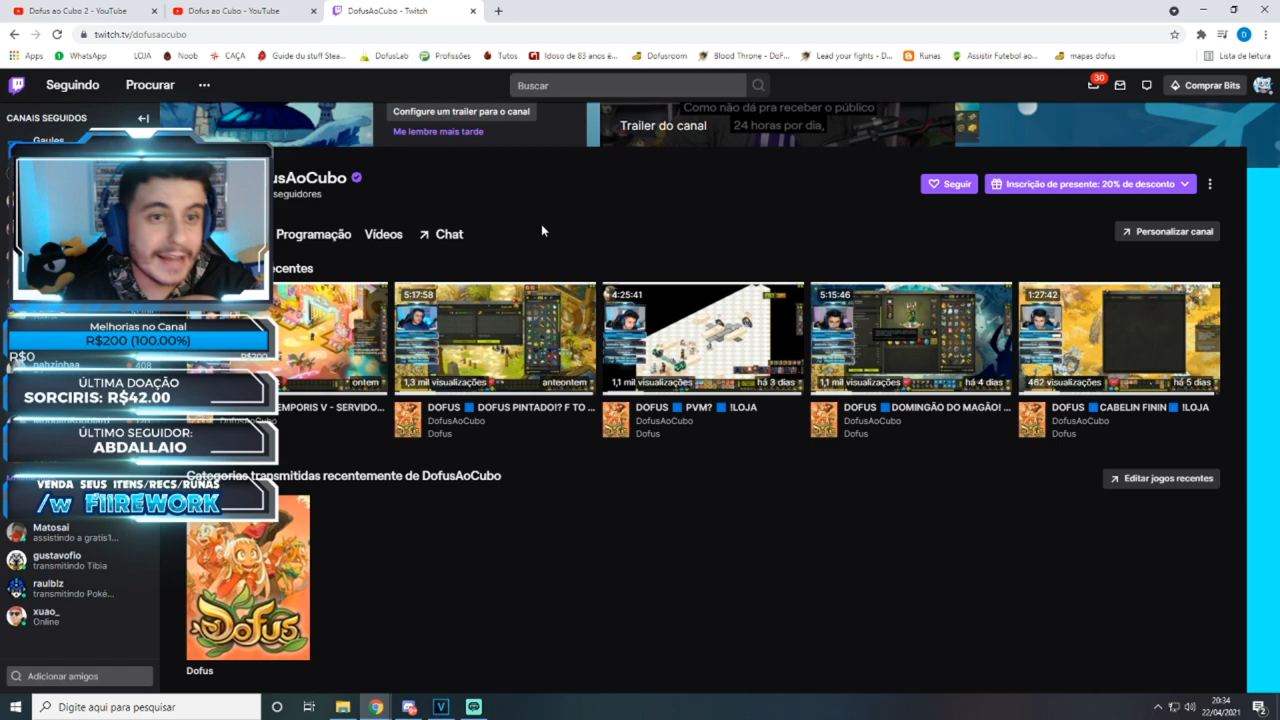 Dofus ao Cubo 2 - YouTube
Dofus ao Cubo - YouTube
DofusAoCubo - Twitch
twitch.tv/dofusaocubo
Apps
WhatsApp
LOJA
Noob
CAÇA
Guide du stuff Stea...
DofusLab
Profissões
Tutos
Idoso de 83 anos é...
Dofusroom
Blood Throne - DoF...
Lead your fights - D...
Runas
Assistir Futebol ao...
mapas dofus
Lista de leitura
Seguindo
Procurar
Buscar
30
Comprar Bits
CANAIS SEGUIDOS
Gaules
Configure um trailer para o canal
Me lembre mais tarde
Trailer do canal
Como não dá pra receber o público
24 horas por dia,
usAoCubo
seguidores
Seguir
Inscrição de presente: 20% de desconto
Programação
Vídeos
Chat
Personalizar canal
ecentes
5:17:58
4:25:41
5:15:46
1:27:42
ontem
1,3 mil visualizações
anteontem
1,1 mil visualizações
há 3 dias
1,1 mil visualizações
há 4 dias
462 visualizações
há 5 dias
EMPORIS V - SERVIDO...
DofusAoCubo
DOFUS 🟦 DOFUS PINTADO!? F TO ...
DofusAoCubo
Dofus
DOFUS 🟦 PVM? 🟦 !LOJA
DofusAoCubo
Dofus
DOFUS 🟦DOMINGÃO DO MAGÃO! ...
DofusAoCubo
Dofus
DOFUS 🟦CABELIN FININ🟦 !LOJA
DofusAoCubo
Dofus
Melhorias no Canal
R$200 (100.00%)
R$0
R$200
nahzinhaa
408
ÚLTIMA DOAÇÃO
SORCIRIS: R$42.00
ÚLTIMO SEGUIDOR:
ABDALLAIO
VENDA SEUS ITENS/RECS/RUNAS
/W FIIREWORK
Categorias transmitidas recentemente de DofusAoCubo
Editar jogos recentes
Matosai
assistindo a gratis1...
gustavofio
transmitindo Tibia
raulblz
transmitindo Poké...
xuao_
Online
DOFUS
Dofus
Adicionar amigos
Digite aqui para pesquisar
20:34
22/04/2021
2